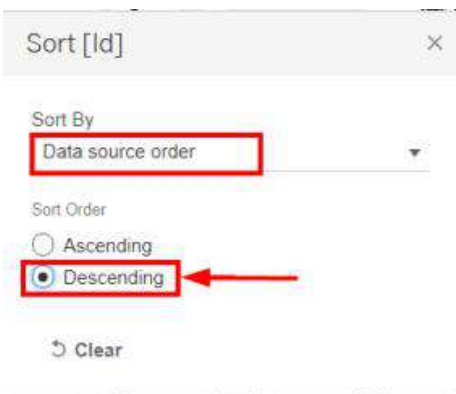 Sort [Id]
Sort By
Data source order
Sort Order
Ascending
Descending
Clear